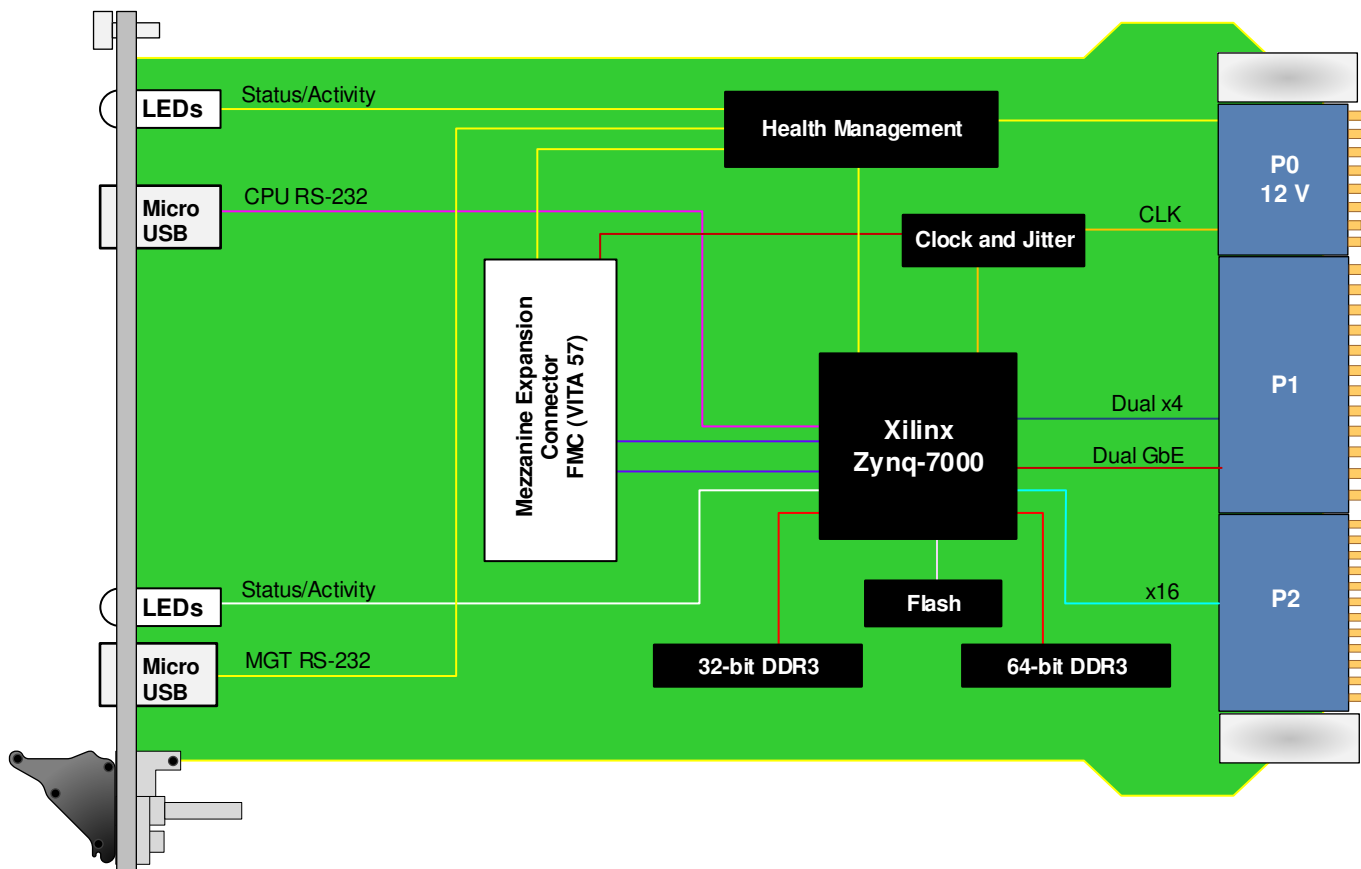 LEDs
Status/Activity
Health Management
P0
12 V
Micro
USB
CPU RS-232
CLK
Clock and Jitter
Mezzanine Expansion
Connector
FMC (VITA 57)
P1
Dual x4
Xilinx
Zynq-7000
Dual GbE
LEDs
Status/Activity
Flash
x16
P2
Micro
USB
MGT RS-232
32-bit DDR3
64-bit DDR3